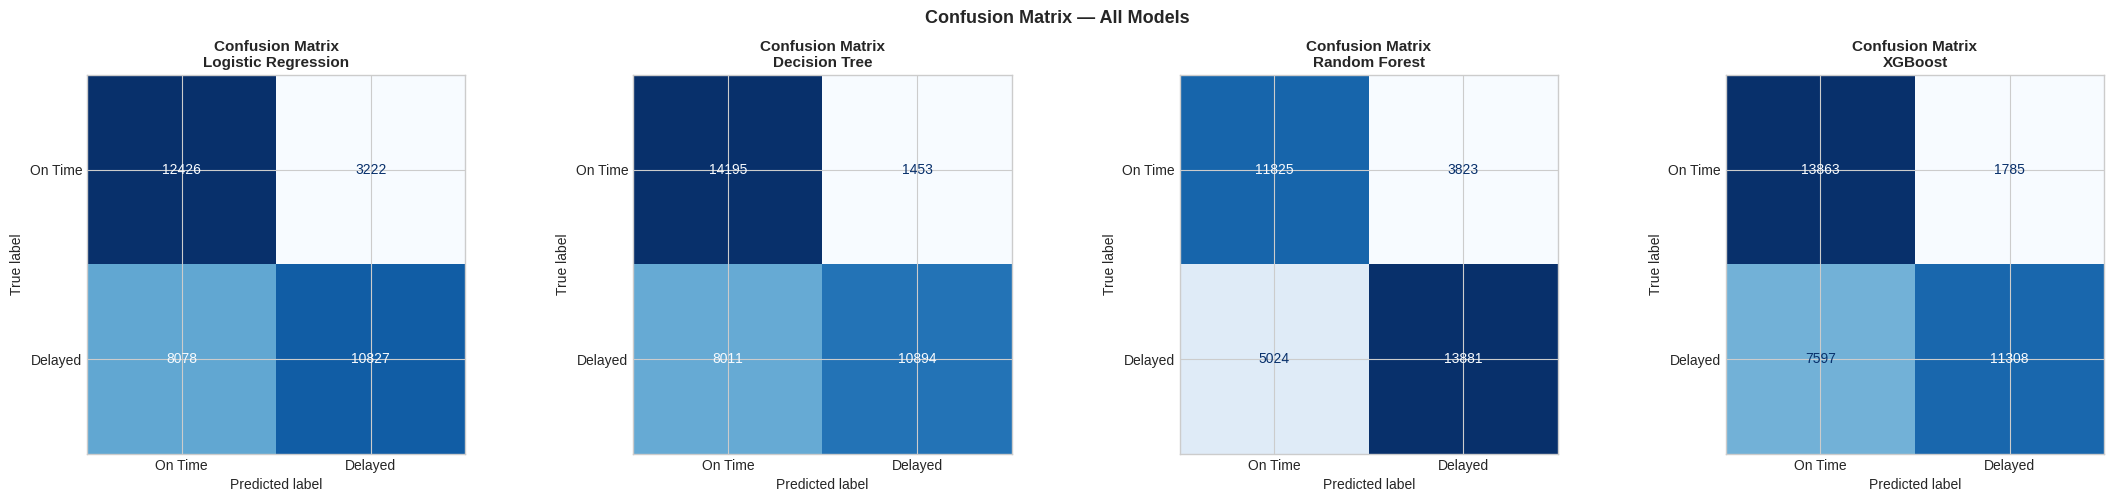 Confusion Matrix — All Models
Confusion Matrix
Logistic Regression
On Time
12426
3222
True label
Delayed
8078
10827
On Time
Delayed
Predicted label
Confusion Matrix
Decision Tree
On Time
14195
1453
True label
Delayed
8011
10894
On Time
Delayed
Predicted label
Confusion Matrix
Random Forest
On Time
11825
3823
True label
Delayed
5024
13881
On Time
Delayed
Predicted label
Confusion Matrix
XGBoost
On Time
13863
1785
True label
Delayed
7597
11308
On Time
Delayed
Predicted label